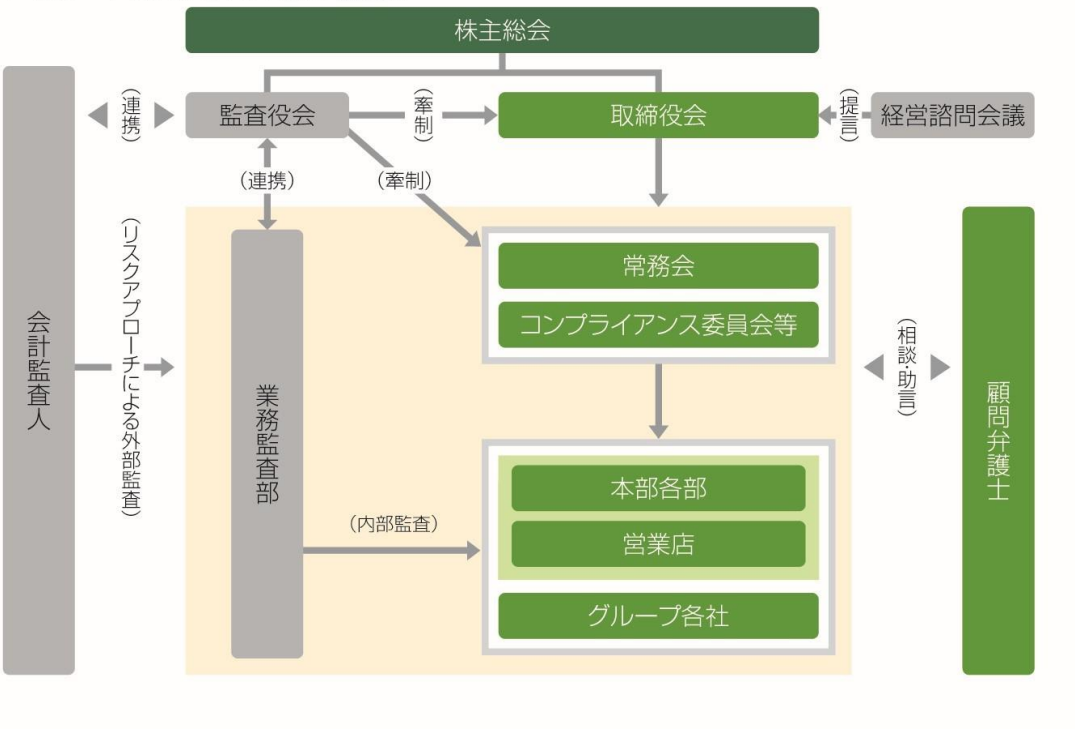 株主総会
(連携)
監査役会
(牽制)
取締役会
(提言)
経営諮問会議
(連携)
(牽制)
会計監査人
(リスクアプローチによる外部監査)
業務監査部
常務会
コンプライアンス委員会等
(相談・助言)
顧問弁護士
(内部監査)
本部各部
営業店
グループ各社